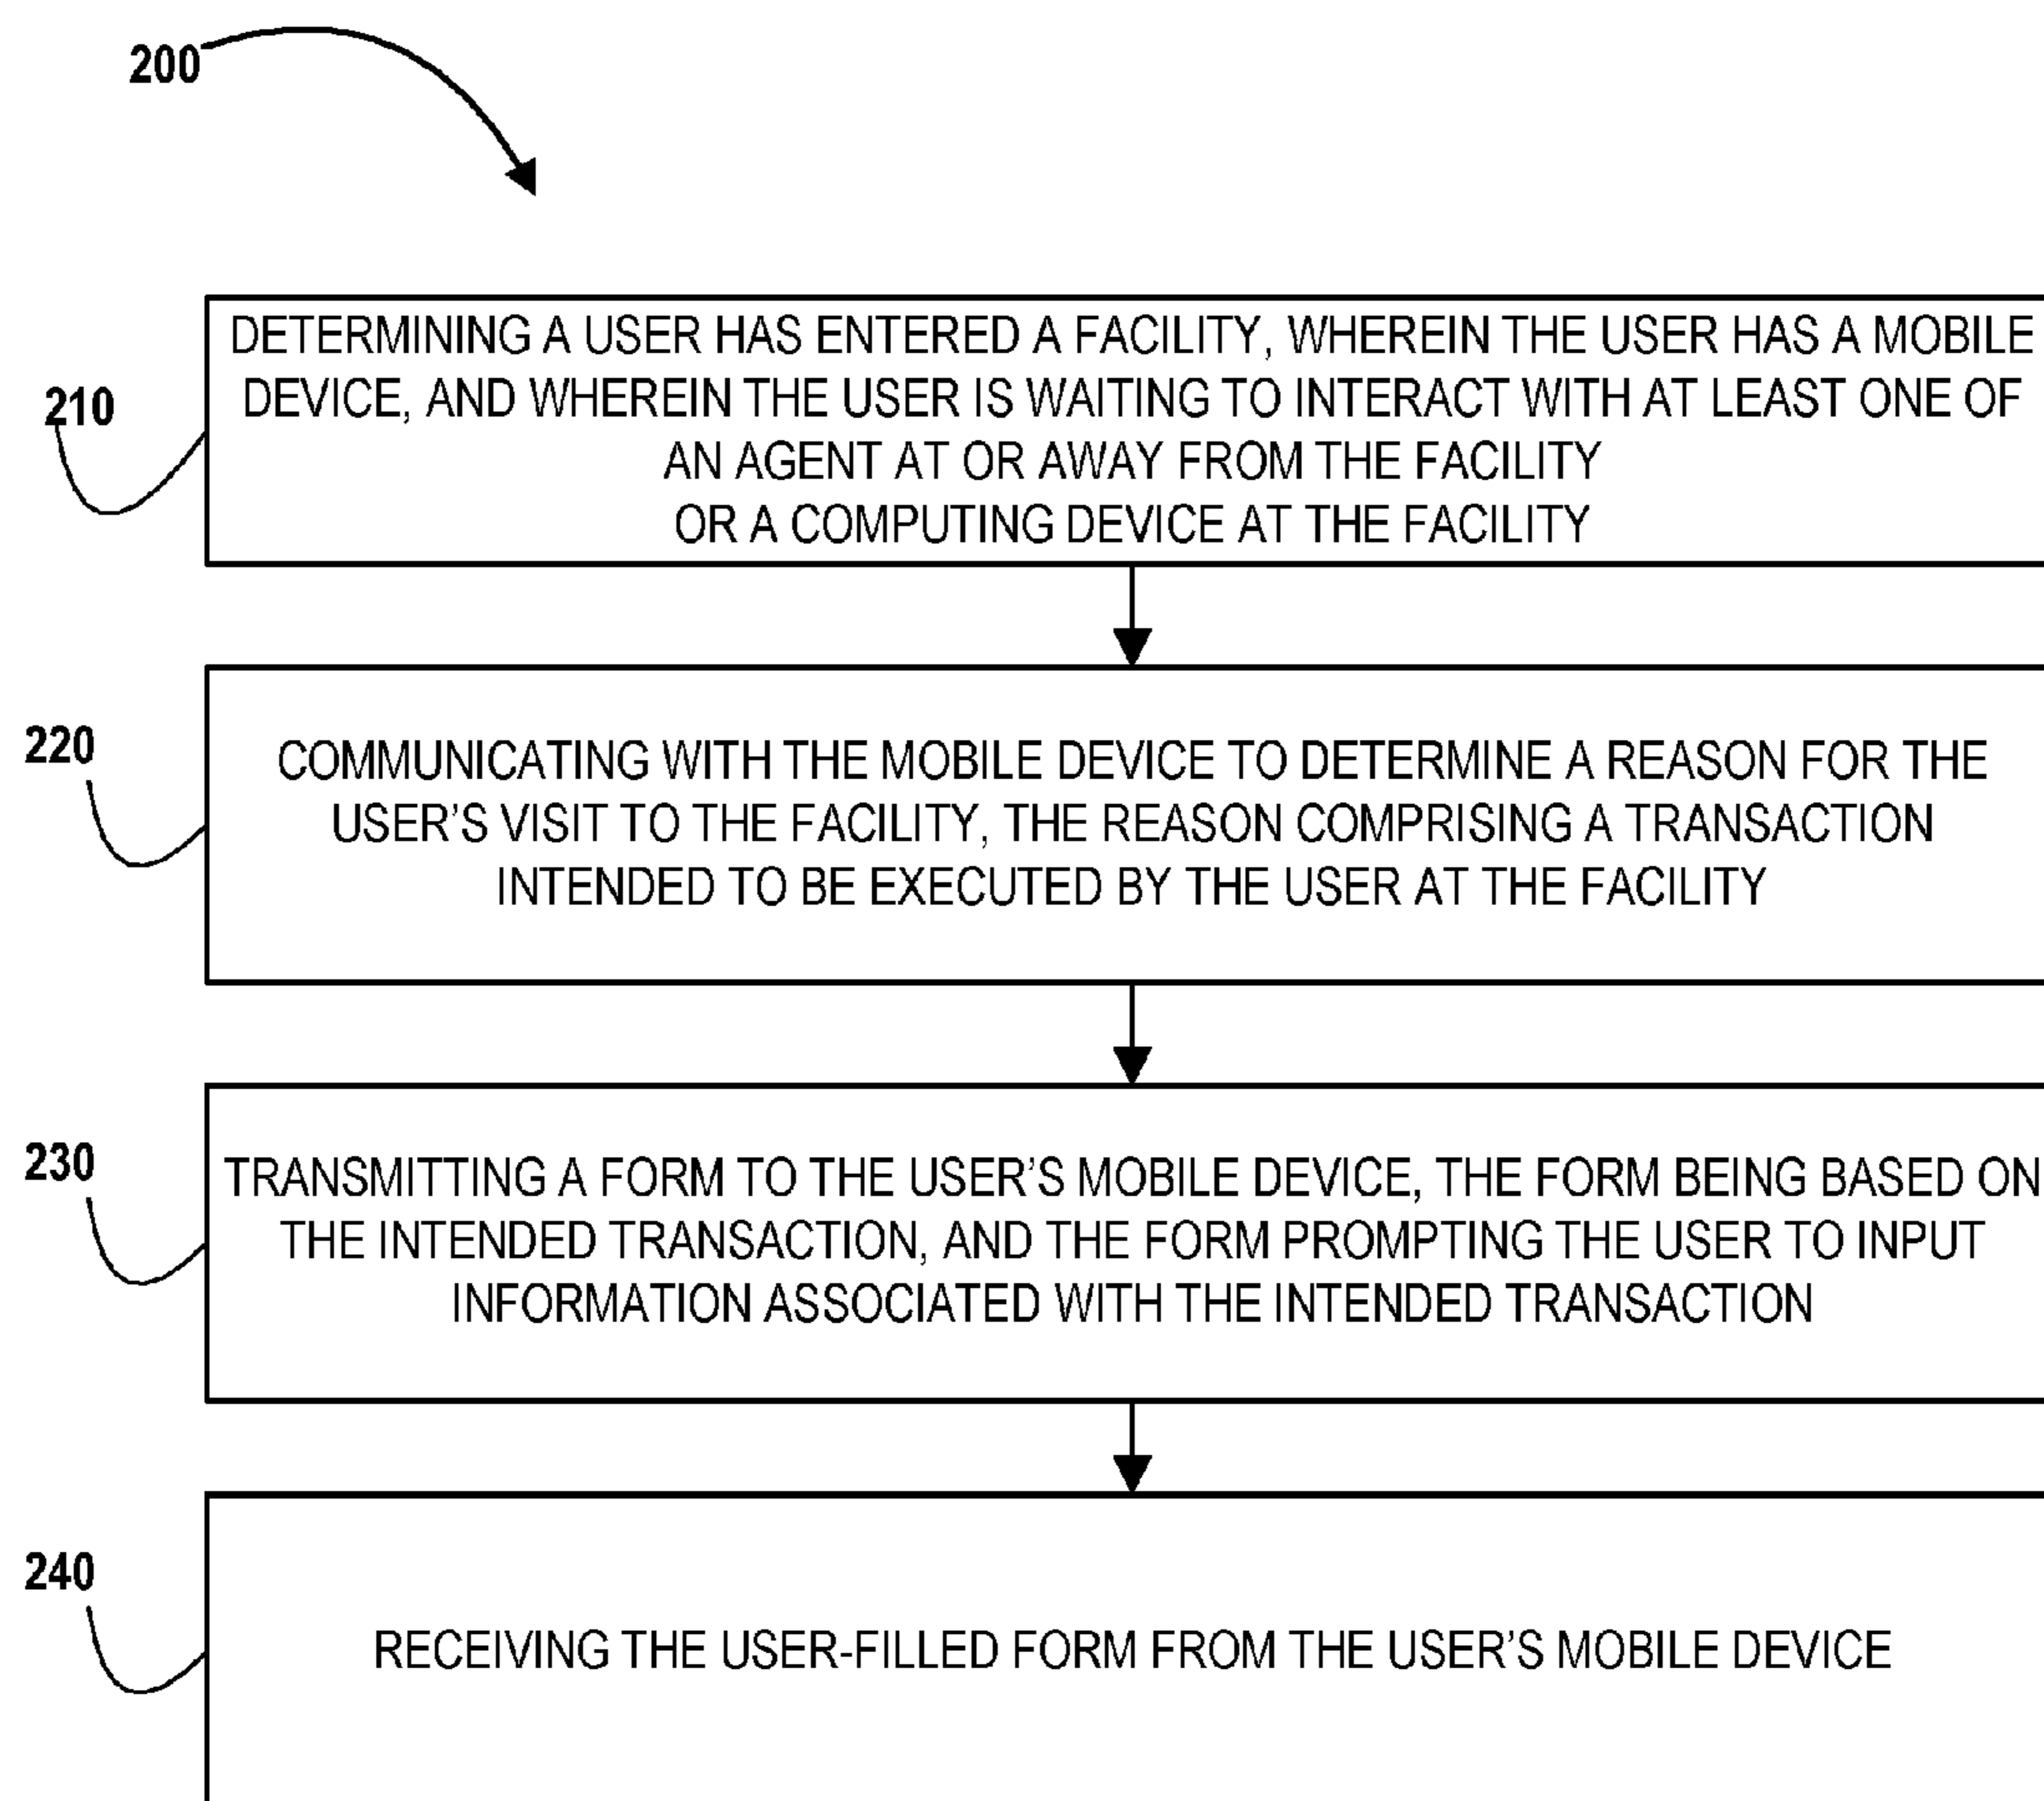 200
210
DETERMINING A USER HAS ENTERED A FACILITY, WHEREIN THE USER HAS A MOBILE
DEVICE, AND WHEREIN THE USER IS WAITING TO INTERACT WITH AT LEAST ONE OF
AN AGENT AT OR AWAY FROM THE FACILITY
OR A COMPUTING DEVICE AT THE FACILITY
220
COMMUNICATING WITH THE MOBILE DEVICE TO DETERMINE A REASON FOR THE
USER'S VISIT TO THE FACILITY, THE REASON COMPRISING A TRANSACTION
INTENDED TO BE EXECUTED BY THE USER AT THE FACILITY
230
TRANSMITTING A FORM TO THE USER'S MOBILE DEVICE, THE FORM BEING BASED ON
THE INTENDED TRANSACTION, AND THE FORM PROMPTING THE USER TO INPUT
INFORMATION ASSOCIATED WITH THE INTENDED TRANSACTION
240
RECEIVING THE USER-FILLED FORM FROM THE USER'S MOBILE DEVICE